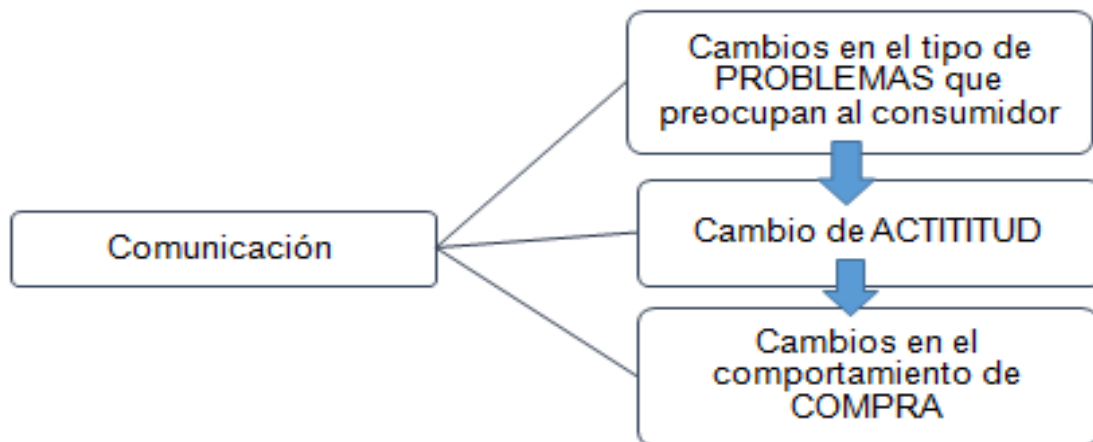 Cambios en el tipo de
PROBLEMAS que
preocupan al consumidor
Comunicación
Cambio de ACTITITUD
Cambios en el
comportamiento de
COMPRA